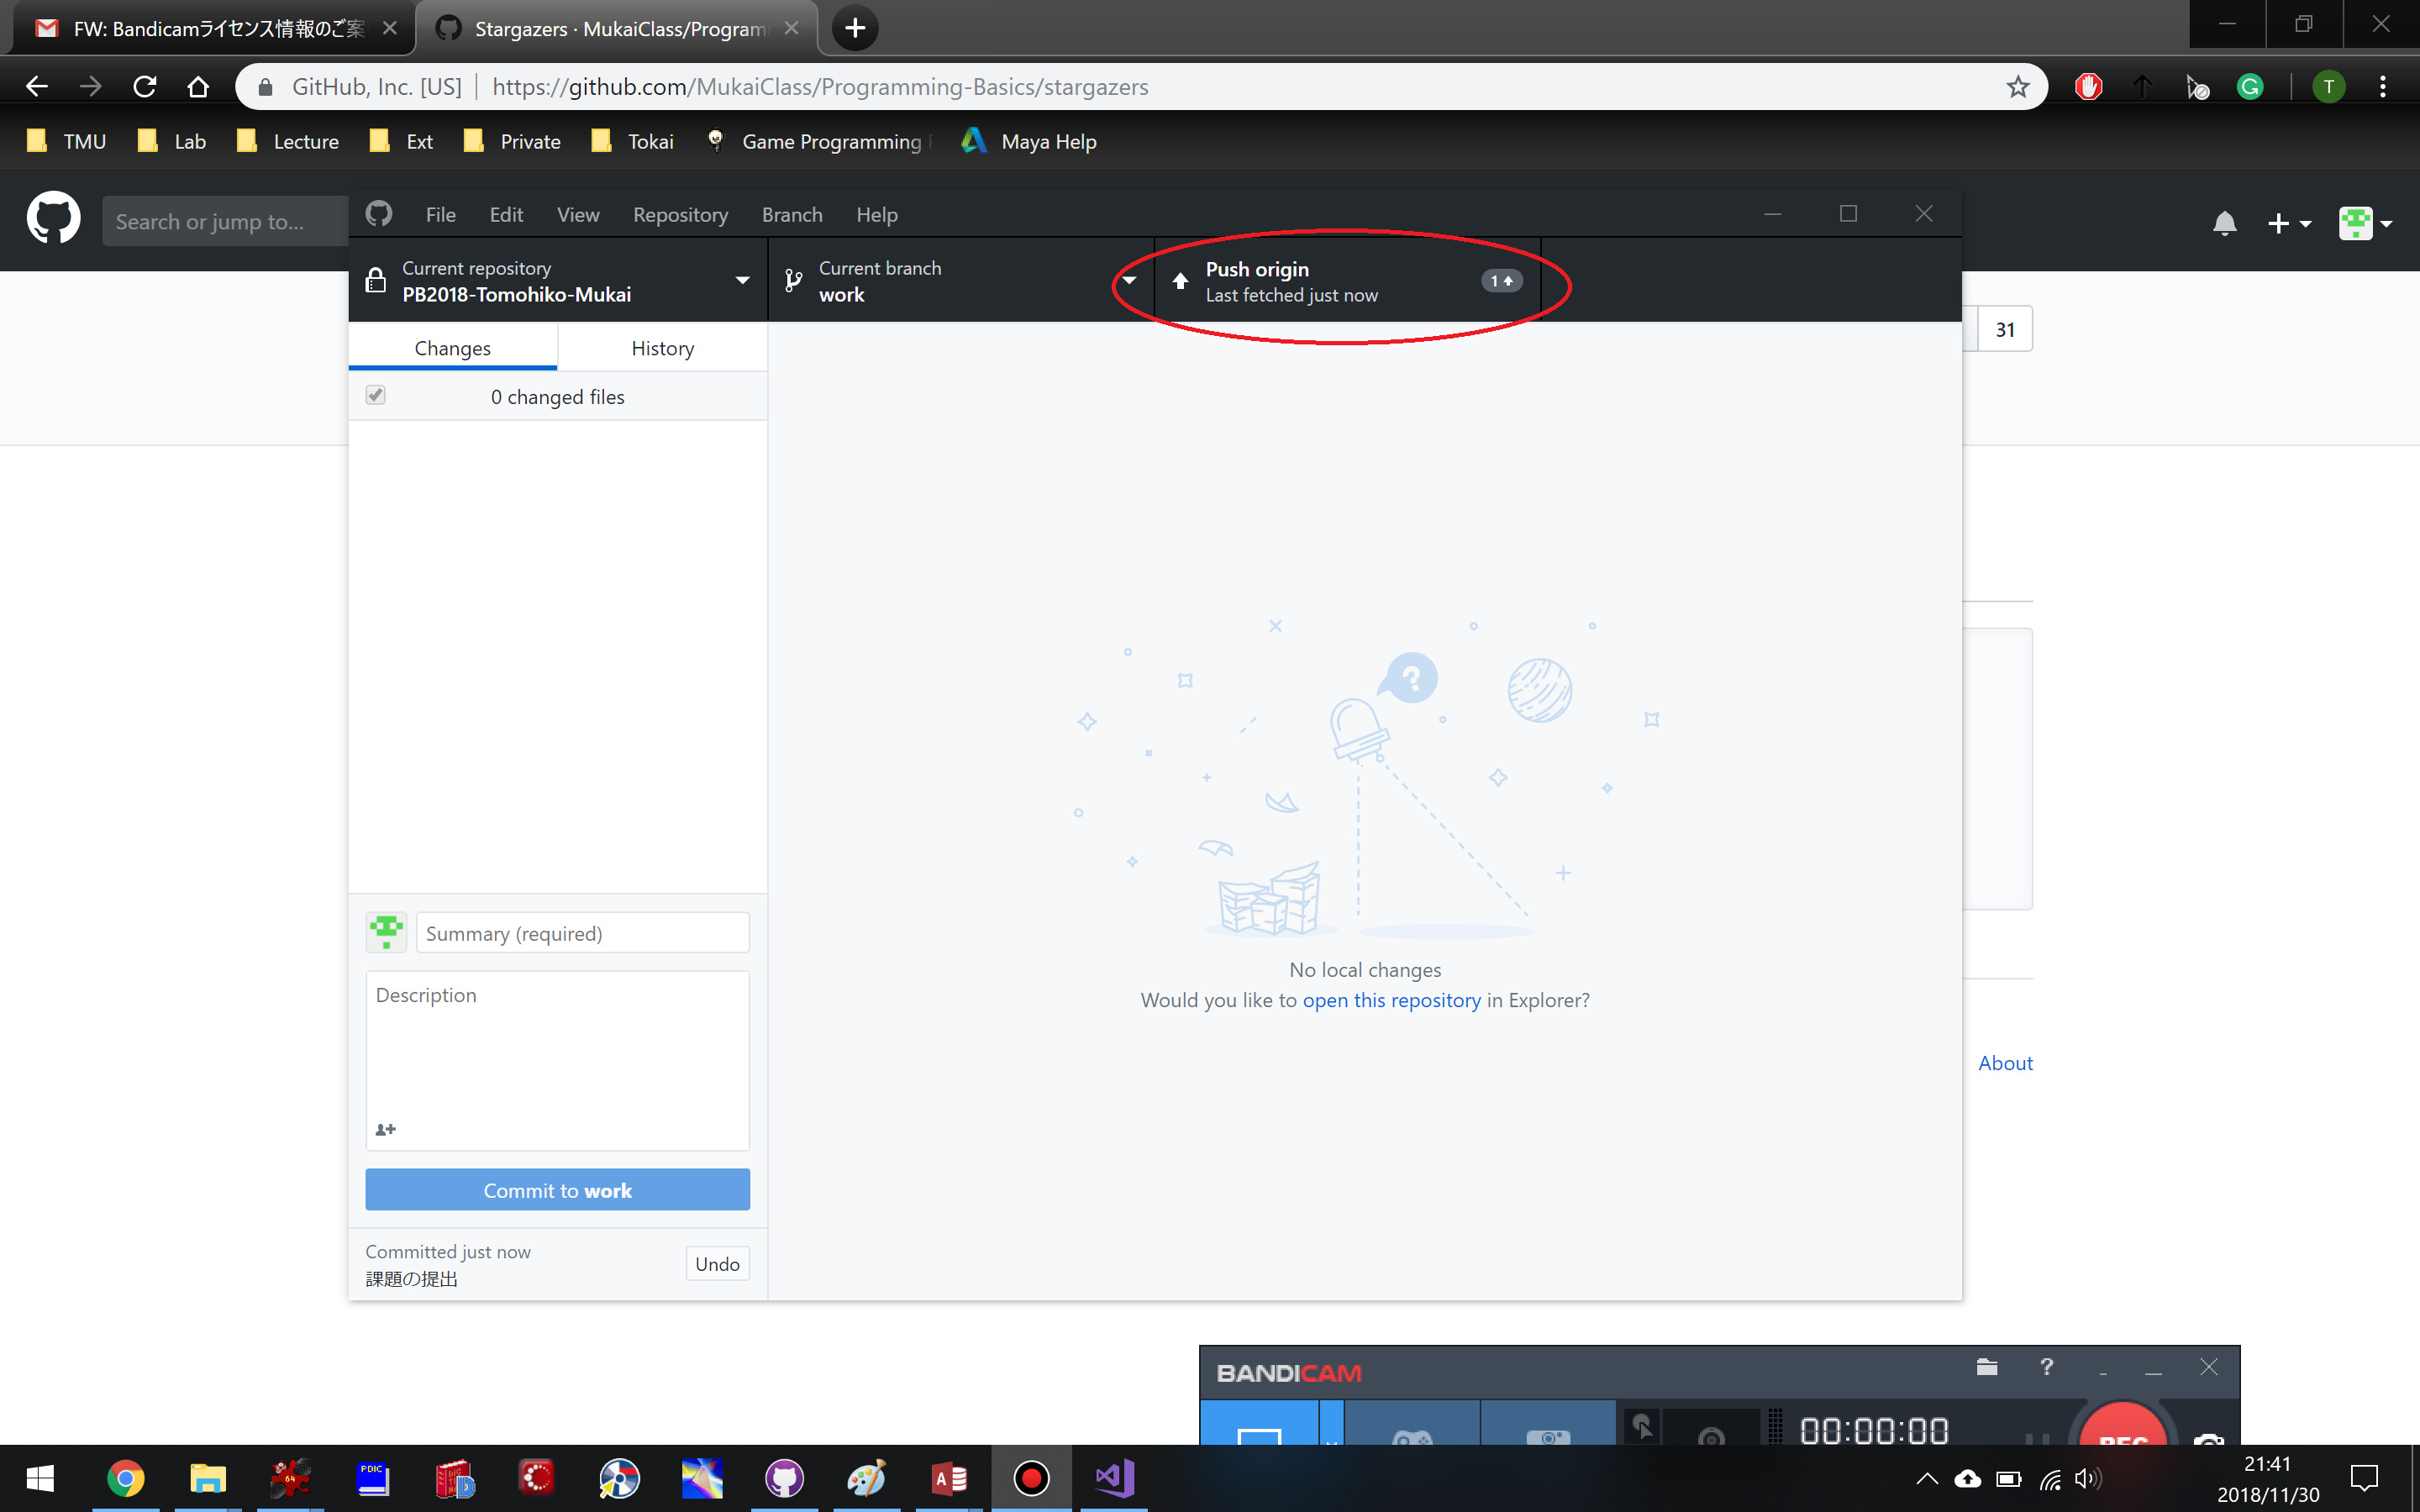 FW: Bandicamライセンス情報のご案
Stargazers · MukaiClass/Program
GitHub, Inc. [US]
https://github.com/MukaiClass/Programming-Basics/stargazers
T
TMU
Lab
Lecture
Ext
Private
Tokai
Game Programming
Maya Help
Search or jump to...
File
Edit
View
Repository
Branch
Help
Current repository
PB2018-Tomohiko-Mukai
Current branch
work
Push origin
Last fetched just now
1
31
Changes
History
0 changed files
No local changes
Would you like to open this repository in Explorer?
Summary (required)
Description
Commit to work
Committed just now
課題の提出
Undo
About
BANDICAM
00:00:00
REC
64
PDIC
21:41
2018/11/30